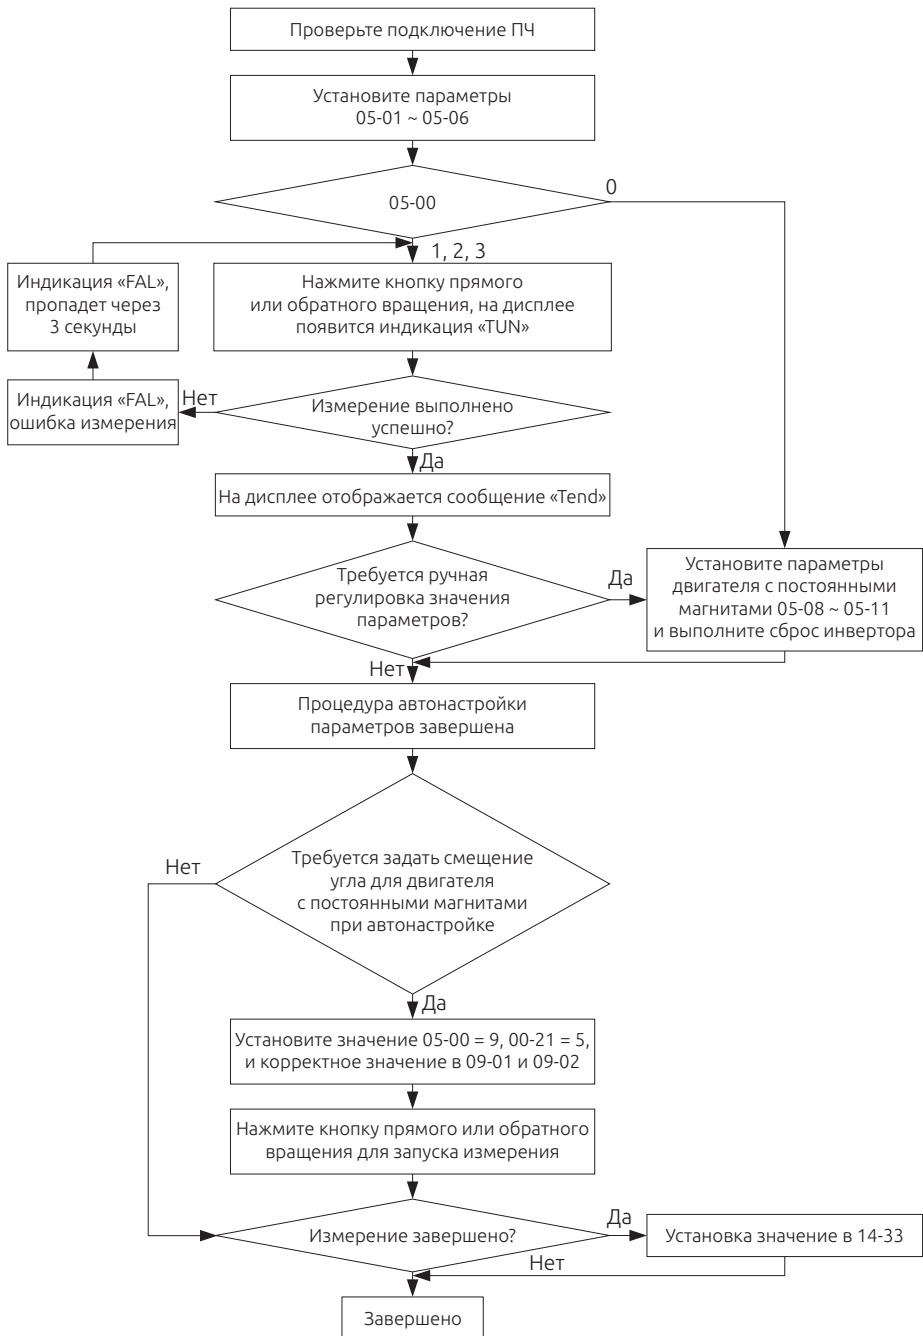 Проверьте подключение ПЧ
Установите параметры
05-01 ~ 05-06
05-00
0
1, 2, 3
Индикация «FAL»,
пропадет через
3 секунды
Нажмите кнопку прямого
или обратного вращения, на дисплее
появится индикация «TUN»
Индикация «FAL»,
ошибка измерения
Нет
Измерение выполнено
успешно?
Да
На дисплее отображается сообщение «Tend»
Требуется ручная
регулировка значения
параметров?
Да
Установите параметры
двигателя с постоянными
магнитами 05-08 ~ 05-11
и выполните сброс инвертора
Нет
Процедура автонастройки
параметров завершена
Нет
Требуется задать смещение
угла для двигателя
с постоянными магнитами
при автонастройке
Да
Установите значение 05-00 = 9, 00-21 = 5,
и корректное значение в 09-01 и 09-02
Нажмите кнопку прямого или обратного
вращения для запуска измерения
Измерение завершено?
Да
Установка значение в 14-33
Нет
Завершено